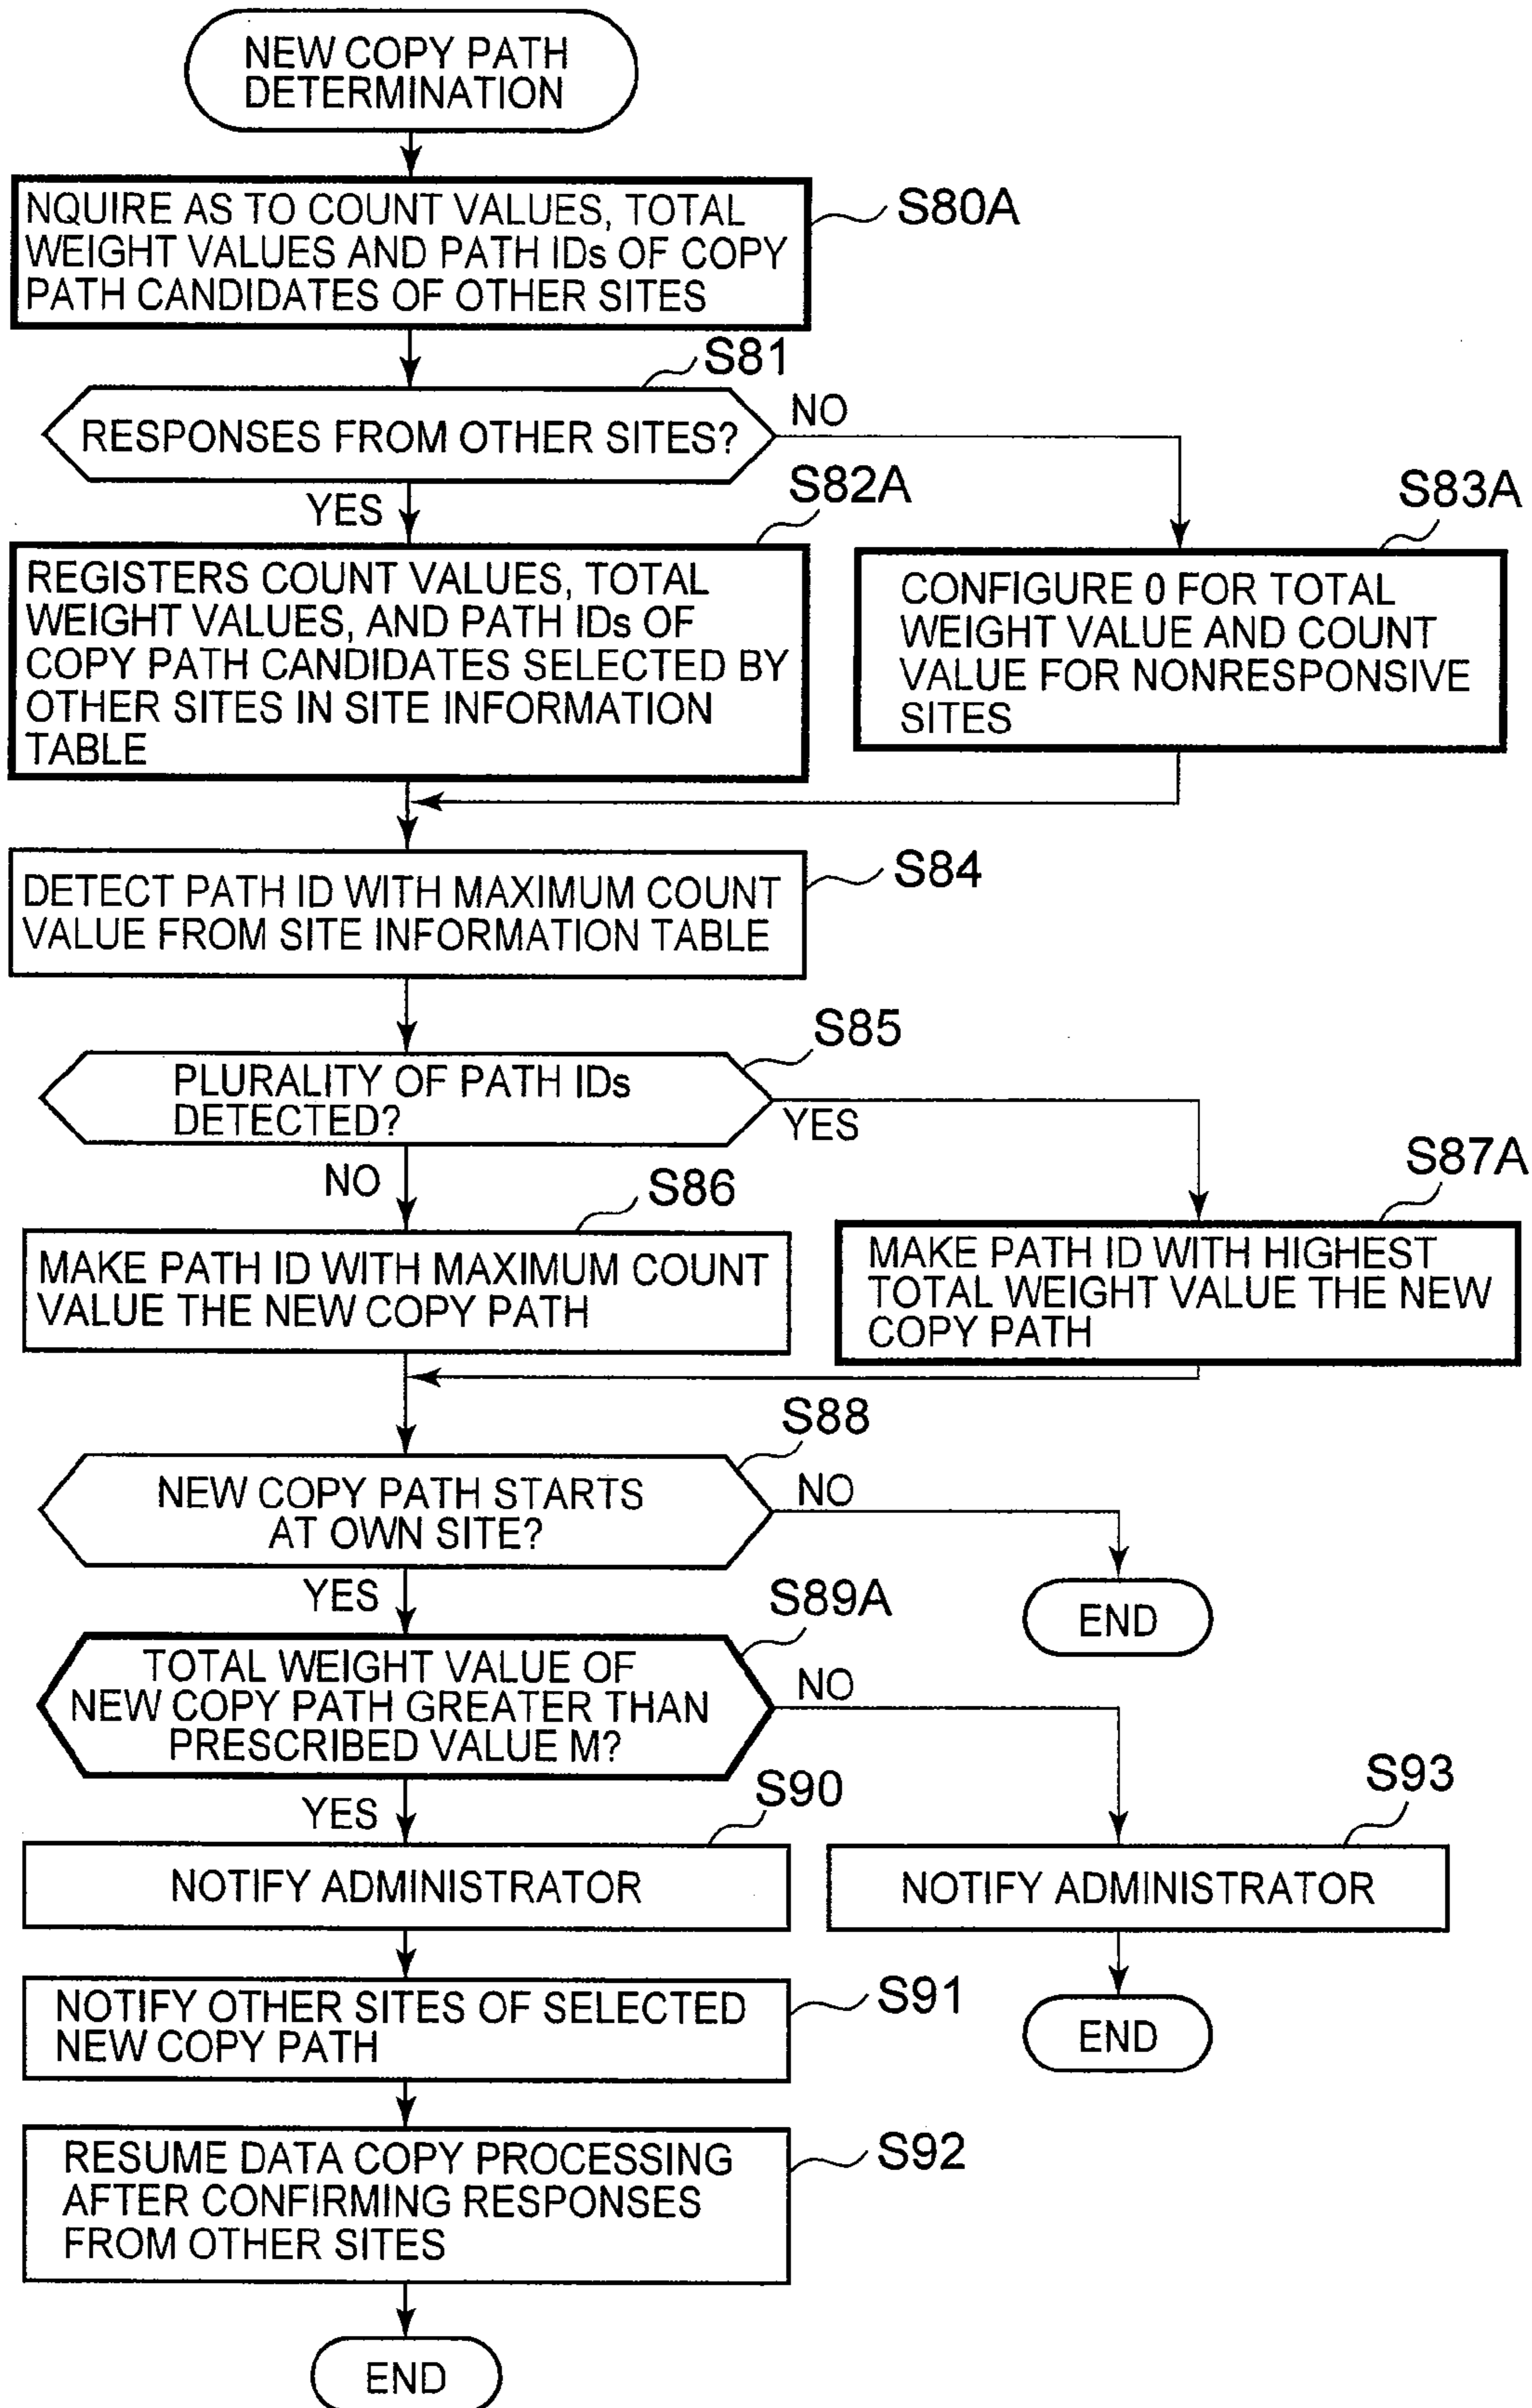 NEW COPY PATH
DETERMINATION
NQUIRE AS TO COUNT VALUES, TOTAL
WEIGHT VALUES AND PATH IDs OF COPY
PATH CANDIDATES OF OTHER SITES
S80A
S81
RESPONSES FROM OTHER SITES?
NO
YES
S82A
REGISTERS COUNT VALUES, TOTAL
WEIGHT VALUES, AND PATH IDs OF
COPY PATH CANDIDATES SELECTED BY
OTHER SITES IN SITE INFORMATION
TABLE
S83A
CONFIGURE 0 FOR TOTAL
WEIGHT VALUE AND COUNT
VALUE FOR NONRESPONSIVE
SITES
S84
DETECT PATH ID WITH MAXIMUM COUNT
VALUE FROM SITE INFORMATION TABLE
S85
PLURALITY OF PATH IDs
DETECTED?
YES
NO
S86
MAKE PATH ID WITH MAXIMUM COUNT
VALUE THE NEW COPY PATH
S87A
MAKE PATH ID WITH HIGHEST
TOTAL WEIGHT VALUE THE NEW
COPY PATH
S88
NEW COPY PATH STARTS
AT OWN SITE?
NO
END
YES
S89A
TOTAL WEIGHT VALUE OF
NEW COPY PATH GREATER THAN
PRESCRIBED VALUE M?
NO
YES
S90
NOTIFY ADMINISTRATOR
S93
NOTIFY ADMINISTRATOR
END
S91
NOTIFY OTHER SITES OF SELECTED
NEW COPY PATH
S92
RESUME DATA COPY PROCESSING
AFTER CONFIRMING RESPONSES
FROM OTHER SITES
END